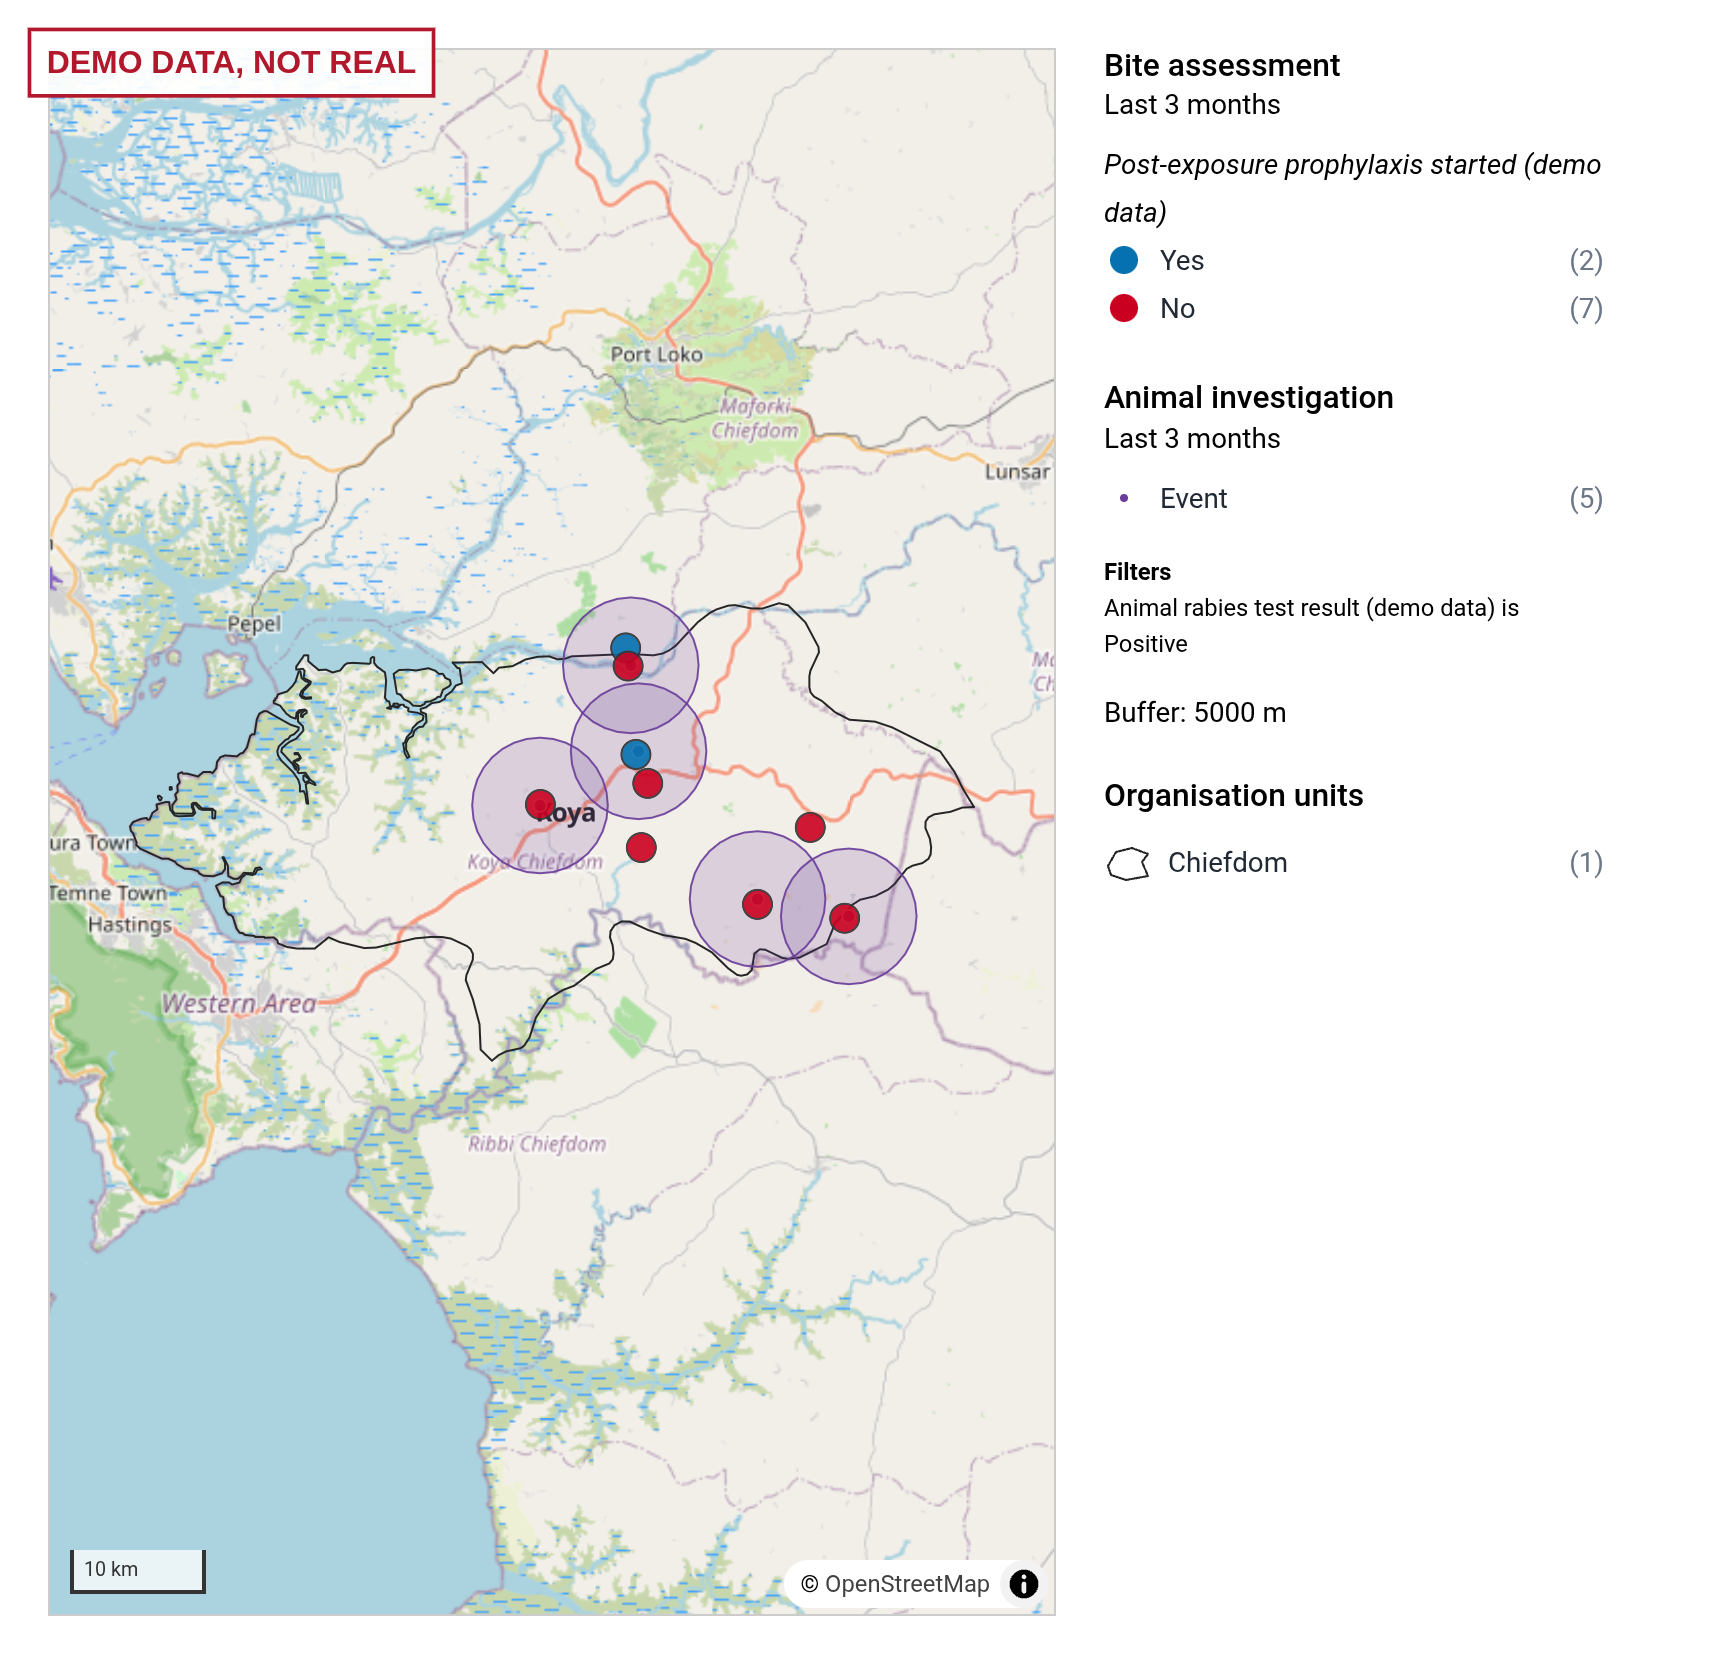 DEMO DATA, NOT REAL
Port Loko
Maforki
Chiefdom
Lunsar
Pepel
Koya
Koya Chiefdom
ura Town
Temne Town
Hastings
Western Area
Ribbi Chiefdom
10 km
© OpenStreetMap
Bite assessment
Last 3 months
Post-exposure prophylaxis started (demo
data)
Yes (2)
No (7)
Animal investigation
Last 3 months
Event (5)
Filters
Animal rabies test result (demo data) is
Positive
Buffer: 5000 m
Organisation units
Chiefdom (1)